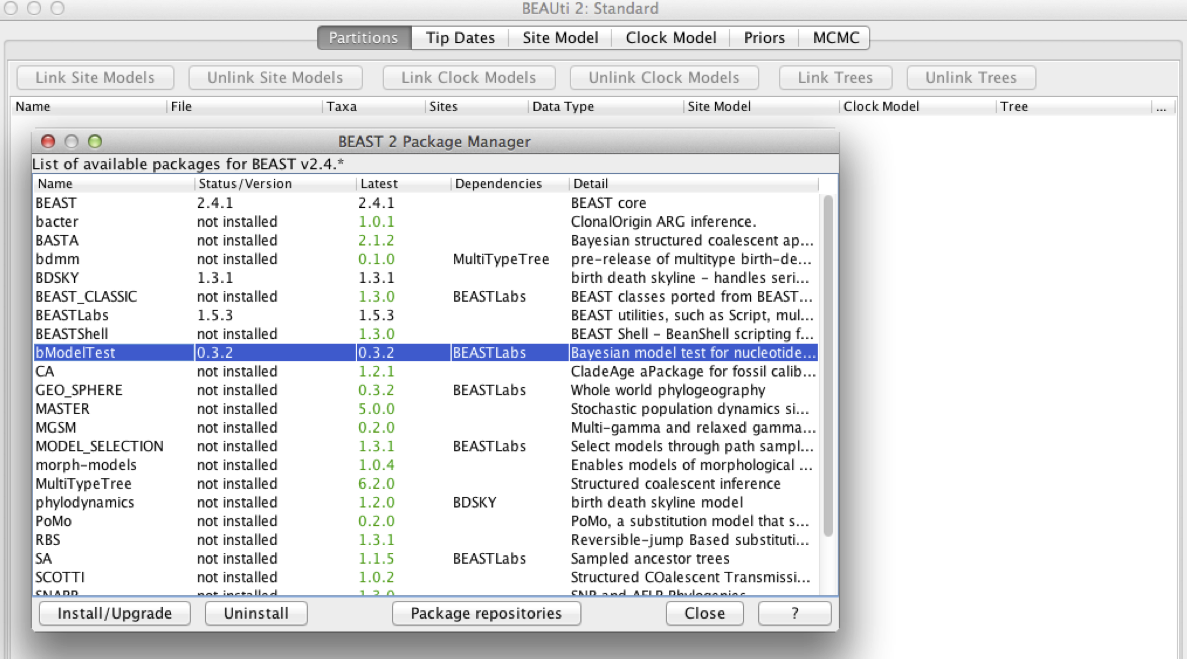 BEAUti 2: Standard
Partitions Tip Dates Site Model Clock Model Priors MCMC
Link Site Models Unlink Site Models Link Clock Models Unlink Clock Models Link Trees Unlink Trees
Name File Taxa Sites Data Type Site Model Clock Model Tree ...
BEAST 2 Package Manager
List of available packages for BEAST v2.4.*
Name Status/Version Latest Dependencies Detail
BEAST 2.4.1 2.4.1 BEAST core
bacter not installed 1.0.1 ClonalOrigin ARG inference.
BASTA not installed 2.1.2 Bayesian structured coalescent ap...
bdmm not installed 0.1.0 MultiTypeTree pre-release of multitype birth-de...
BDSKY 1.3.1 1.3.1 birth death skyline - handles seri...
BEAST_CLASSIC not installed 1.3.0 BEASTLabs BEAST classes ported from BEAST...
BEASTLabs 1.5.3 1.5.3 BEAST utilities, such as Script, mul...
BEASTShell not installed 1.3.0 BEAST Shell - BeanShell scripting f...
bModelTest 0.3.2 0.3.2 BEASTLabs Bayesian model test for nucleotide...
CA not installed 1.2.1 CladeAge aPackage for fossil calib...
GEO_SPHERE not installed 0.3.2 BEASTLabs Whole world phylogeography
MASTER not installed 5.0.0 Stochastic population dynamics si...
MGSM not installed 0.2.0 Multi-gamma and relaxed gamma...
MODEL_SELECTION not installed 1.3.1 BEASTLabs Select models through path sampl...
morph-models not installed 1.0.4 Enables models of morphological ...
MultiTypeTree not installed 6.2.0 Structured coalescent inference
phylodynamics not installed 1.2.0 BDSKY birth death skyline model
PoMo not installed 0.2.0 PoMo, a substitution model that s...
RBS not installed 1.3.1 Reversible-jump Based substituti...
SA not installed 1.1.5 BEASTLabs Sampled ancestor trees
SCOTTI not installed 1.0.2 Structured COalescent Transmissi...
SNAPP not installed 1.3.0 SNP and AFLP Phylogenies
Install/Upgrade Uninstall Package repositories Close ?